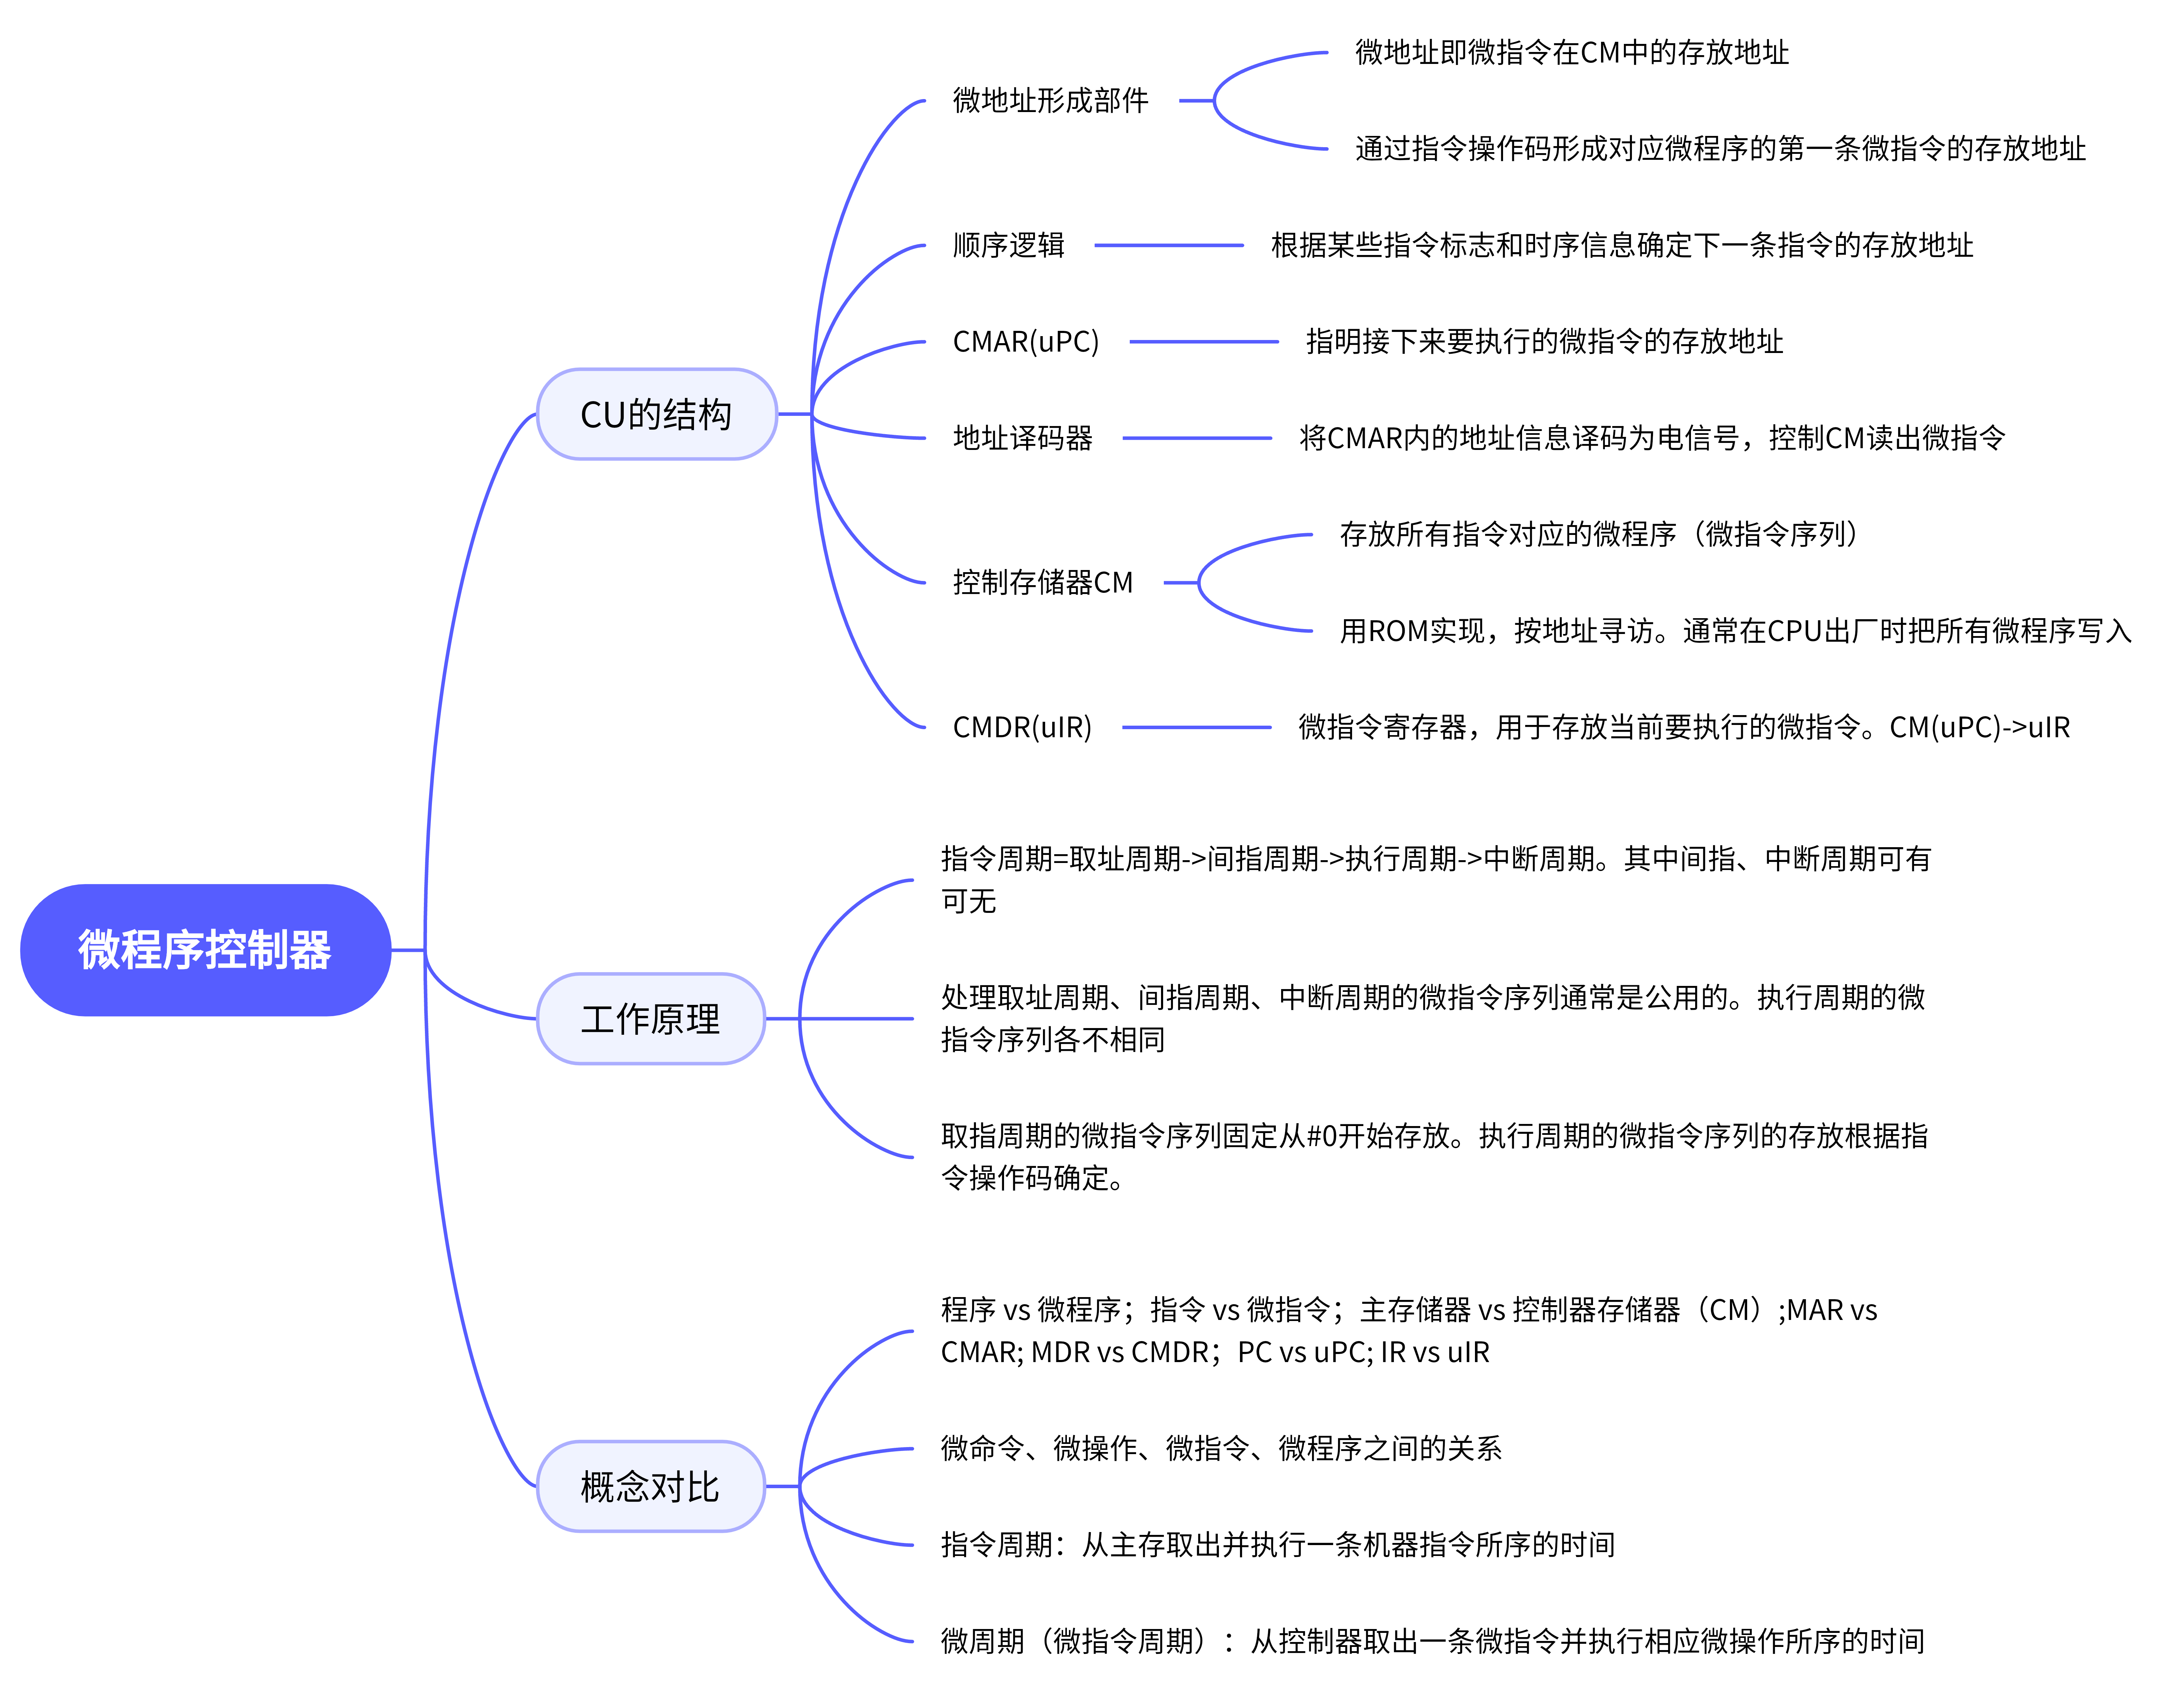 微程序控制器
CU的结构
微地址形成部件
微地址即微指令在CM中的存放地址
通过指令操作码形成对应微程序的第一条微指令的存放地址
顺序逻辑
根据某些指令标志和时序信息确定下一条指令的存放地址
CMAR(uPC)
指明接下来要执行的微指令的存放地址
地址译码器
将CMAR内的地址信息译码为电信号，控制CM读出微指令
控制存储器CM
存放所有指令对应的微程序（微指令序列）
用ROM实现，按地址寻访。通常在CPU出厂时把所有微程序写入
CMDR(uIR)
微指令寄存器，用于存放当前要执行的微指令。CM(uPC)->uIR
工作原理
指令周期=取址周期->间指周期->执行周期->中断周期。其中间指、中断周期可有
可无
处理取址周期、间指周期、中断周期的微指令序列通常是公用的。执行周期的微
指令序列各不相同
取指周期的微指令序列固定从#0开始存放。执行周期的微指令序列的存放根据指
令操作码确定。
概念对比
程序 vs 微程序；指令 vs 微指令；主存储器 vs 控制器存储器（CM）;MAR vs
CMAR; MDR vs CMDR；PC vs uPC; IR vs uIR
微命令、微操作、微指令、微程序之间的关系
指令周期：从主存取出并执行一条机器指令所序的时间
微周期（微指令周期）：从控制器取出一条微指令并执行相应微操作所序的时间